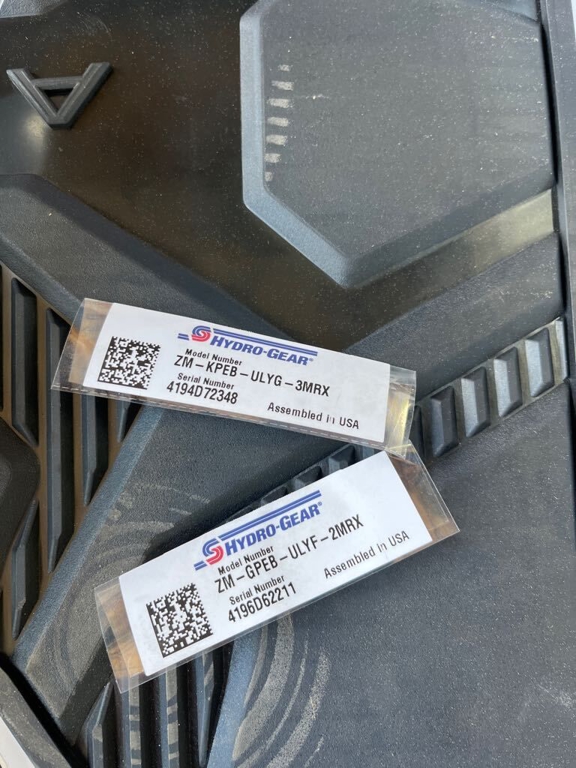 A
HYDRO-GEAR®
Model Number
ZM-KPEB-ULYG-3MRX
Serial Number
4194D72348
Assembled in USA
HYDRO-GEAR®
Model Number
ZM-GPEB-ULYF-2MRX
Serial Number
4196D62211
Assembled in USA